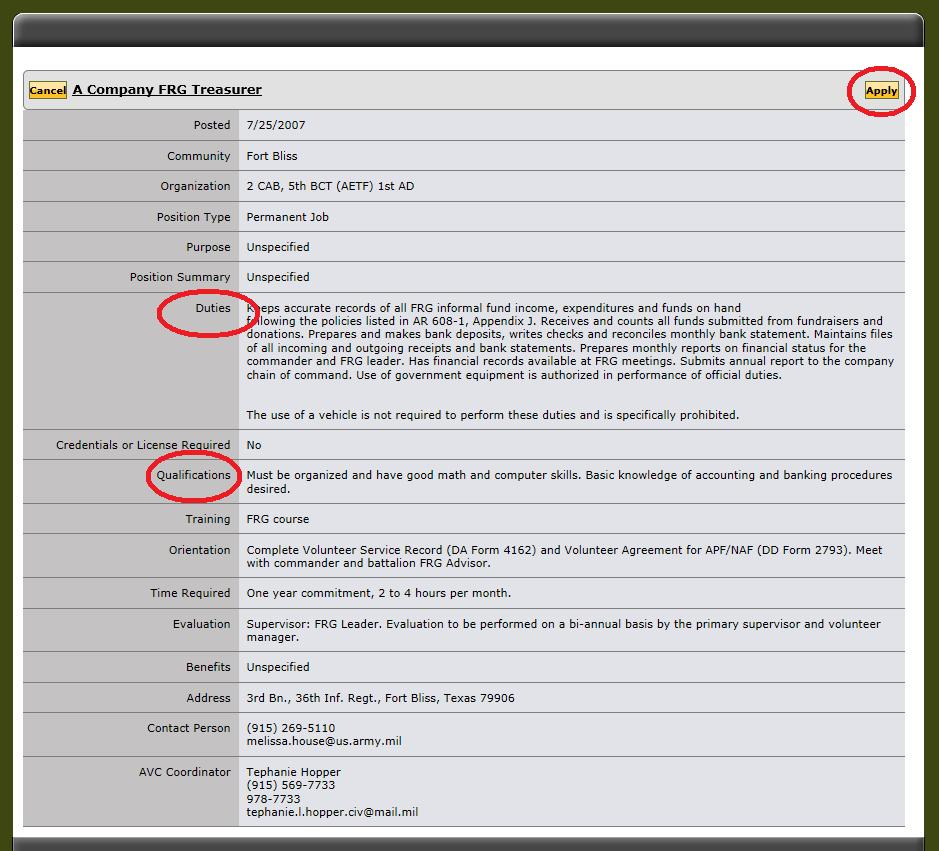 Cancel A Company FRG Treasurer Apply
Posted 7/25/2007
Community Fort Bliss
Organization 2 CAB, 5th BCT (AETF) 1st AD
Position Type Permanent Job
Purpose Unspecified
Position Summary Unspecified
Duties Keeps accurate records of all FRG informal fund income, expenditures and funds on hand
following the policies listed in AR 608-1, Appendix J. Receives and counts all funds submitted from fundraisers and
donations. Prepares and makes bank deposits, writes checks and reconciles monthly bank statement. Maintains files
of all incoming and outgoing receipts and bank statements. Prepares monthly reports on financial status for the
commander and FRG leader. Has financial records available at FRG meetings. Submits annual report to the company
chain of command. Use of government equipment is authorized in performance of official duties.
The use of a vehicle is not required to perform these duties and is specifically prohibited.
Credentials or License Required No
Qualifications Must be organized and have good math and computer skills. Basic knowledge of accounting and banking procedures
desired.
Training FRG course
Orientation Complete Volunteer Service Record (DA Form 4162) and Volunteer Agreement for APF/NAF (DD Form 2793). Meet
with commander and battalion FRG Advisor.
Time Required One year commitment, 2 to 4 hours per month.
Evaluation Supervisor: FRG Leader. Evaluation to be performed on a bi-annual basis by the primary supervisor and volunteer
manager.
Benefits Unspecified
Address 3rd Bn., 36th Inf. Regt., Fort Bliss, Texas 79906
Contact Person (915) 269-5110
melissa.house@us.army.mil
AVC Coordinator Tephanie Hopper
(915) 569-7733
978-7733
tephanie.l.hopper.civ@mail.mil